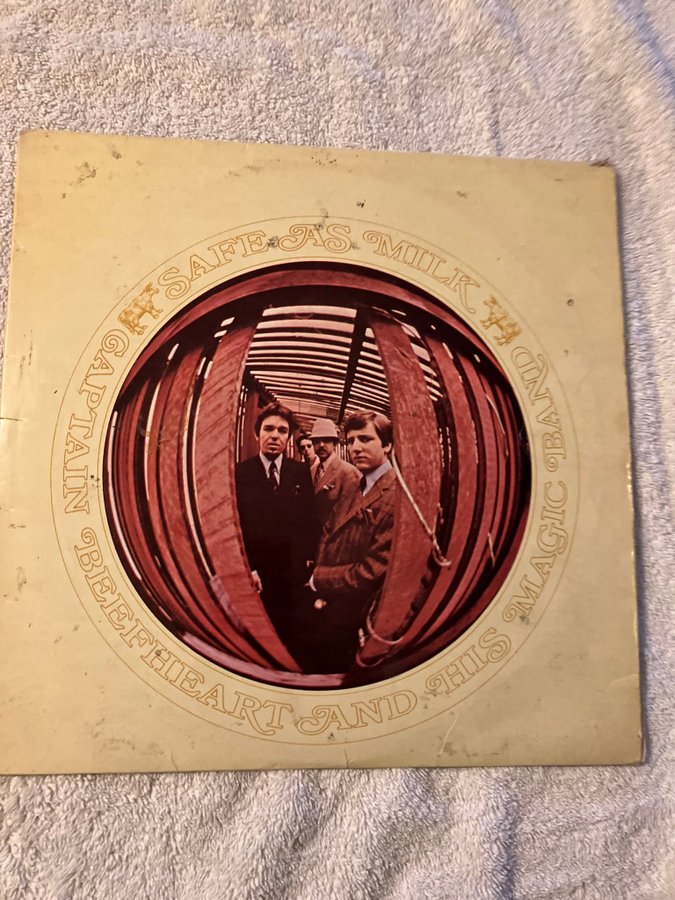 SAFE AS MILK
CAPTAIN BEEFHEART AND HIS MAGIC BAND